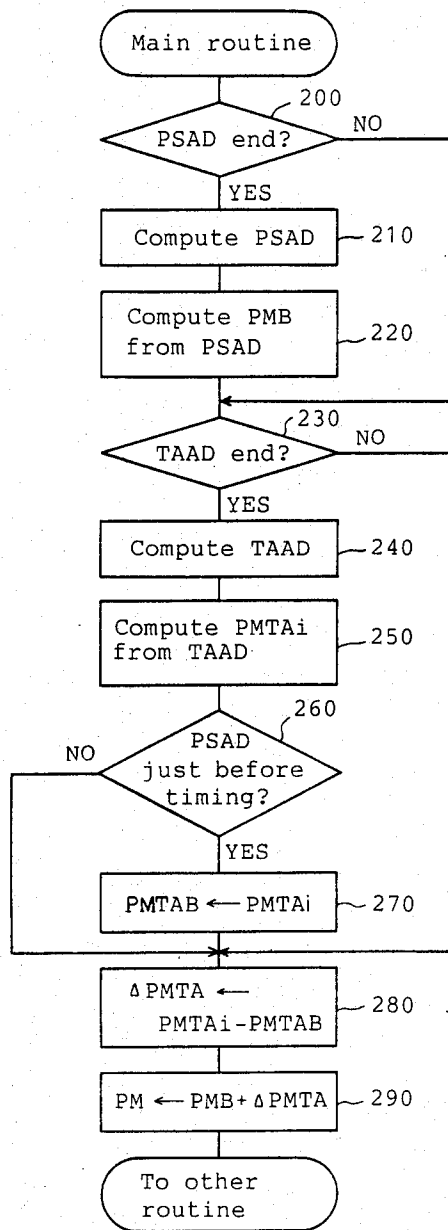 Main routine
200
PSAD end?
NO
YES
Compute PSAD
210
Compute PMB
from PSAD
220
230
TAAD end?
NO
YES
Compute TAAD
240
Compute PMTAi
from TAAD
250
260
NO
PSAD
just before
timing?
YES
PMTAB ← PMTAi
270
ΔPMTA ←
PMTAi-PMTAB
280
PM ← PMB+ΔPMTA
290
To other
routine